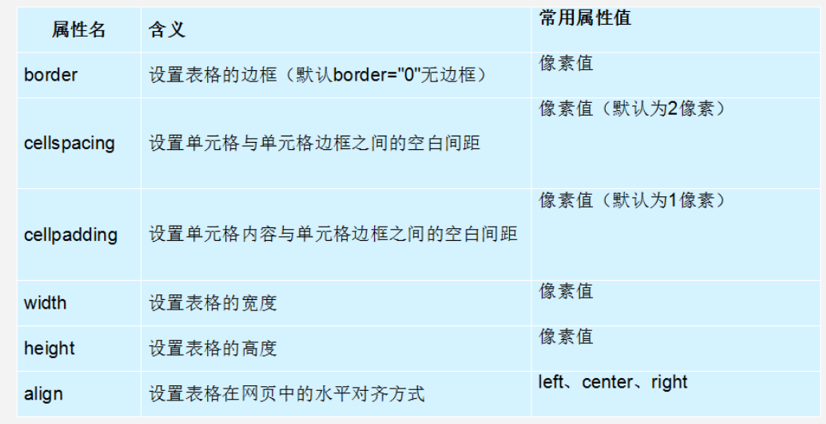 属性名 含义 常用属性值
border 设置表格的边框（默认border="0"无边框） 像素值
cellspacing 设置单元格与单元格边框之间的空白间距 像素值（默认为2像素）
cellpadding 设置单元格内容与单元格边框之间的空白间距 像素值（默认为1像素）
width 设置表格的宽度 像素值
height 设置表格的高度 像素值
align 设置表格在网页中的水平对齐方式 left、center、right